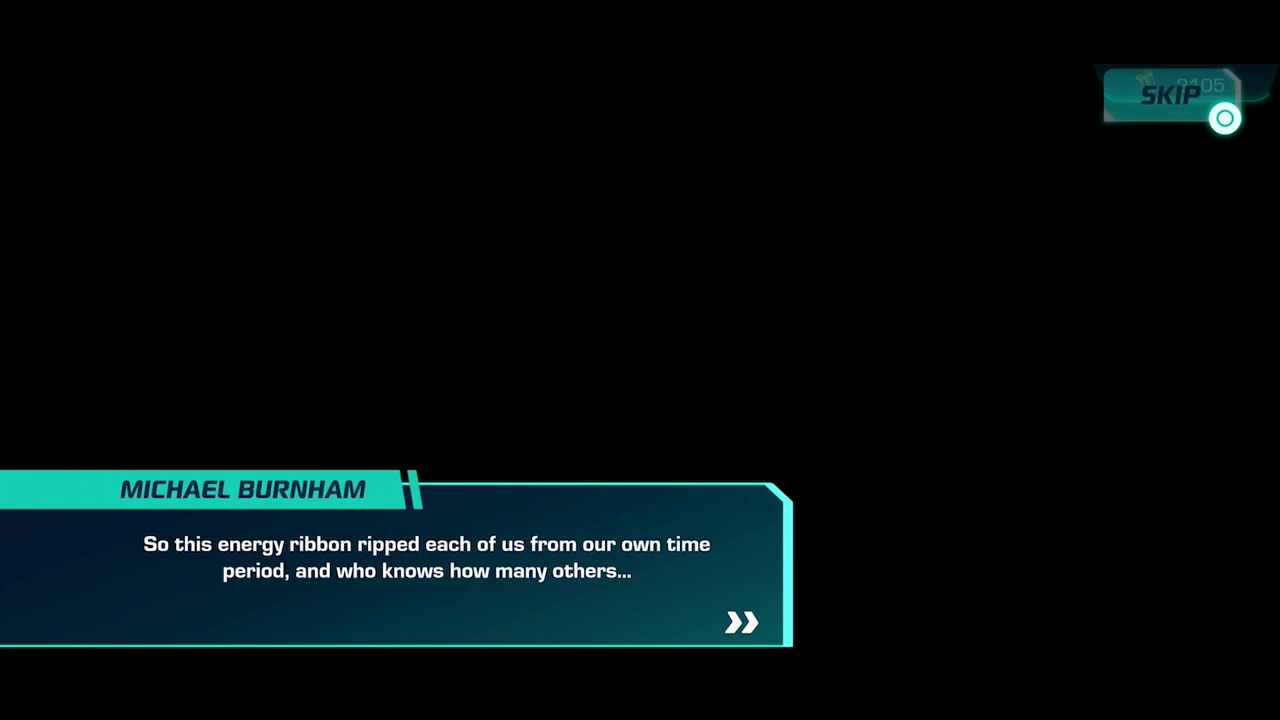 SKIP
MICHAEL BURNHAM
So this energy ribbon ripped each of us from our own time
period, and who knows how many others...